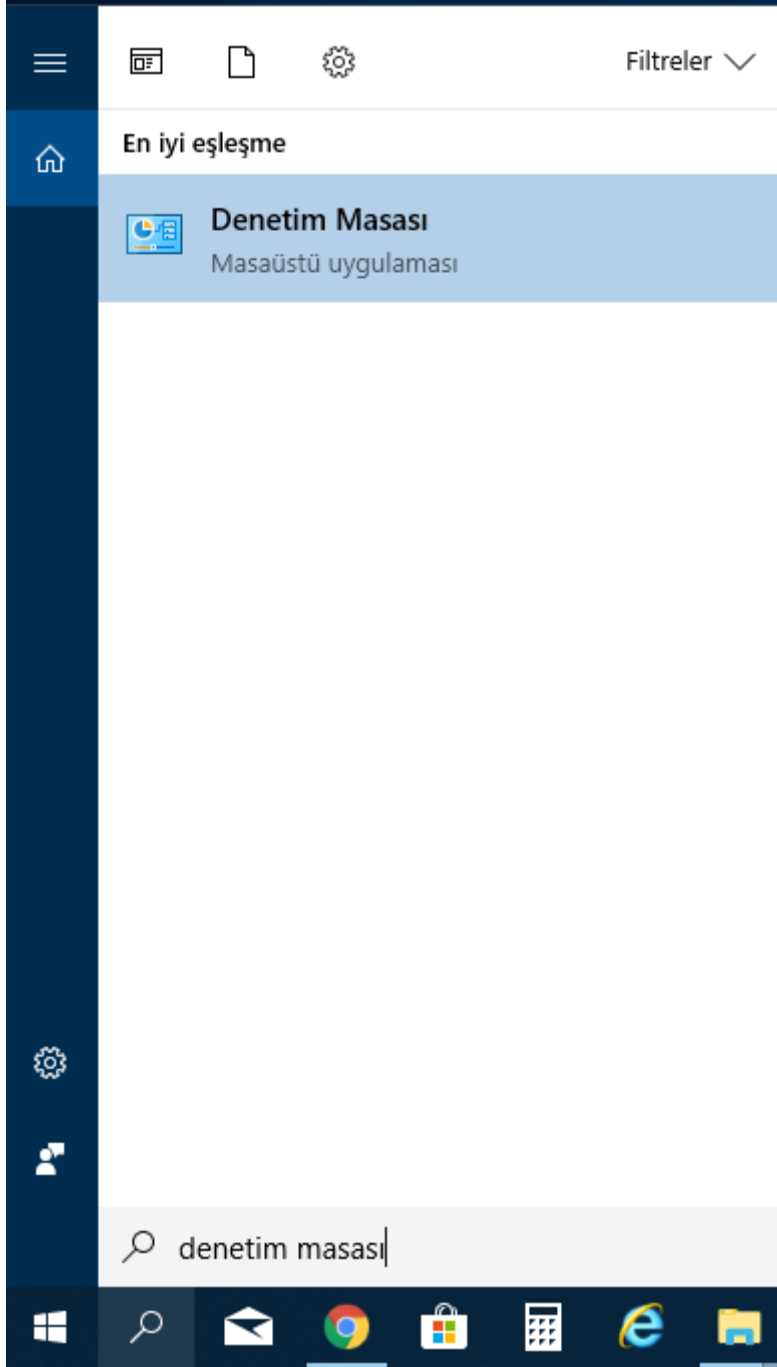 Filtreler
En iyi eşleşme
Denetim Masası
Masaüstü uygulaması
denetim masası